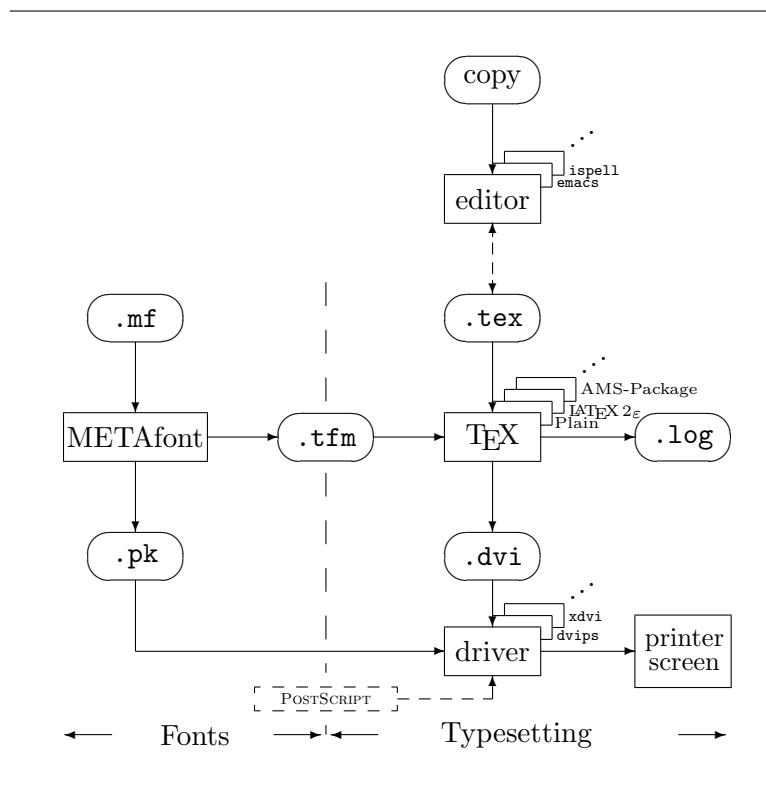 copy
ispell
emacs
editor
.mf
.tex
AMS-Package
LATEX 2ε
Plain
METAfont
.tfm
TEX
.log
.pk
.dvi
xdvi
dvips
driver
printer
screen
POSTSCRIPT
Fonts
Typesetting